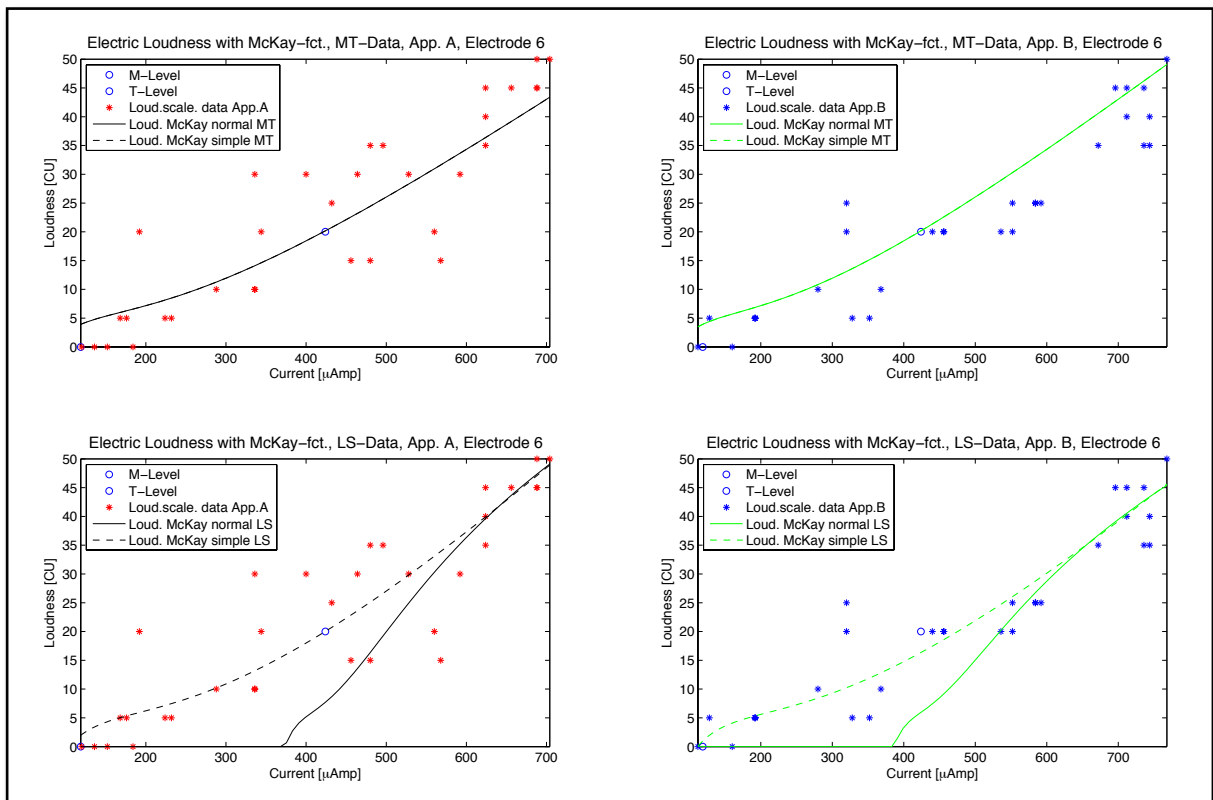 Electric Loudness with McKay−fct., MT−Data, App. A, Electrode 6
50
45
40
35
30
25
20
15
10
5
0
Loudness [CU]
M−Level
T−Level
Loud.scale. data App.A
Loud. McKay normal MT
Loud. McKay simple MT
200 300 400 500 600 700
Current [μAmp]
Electric Loudness with McKay−fct., MT−Data, App. B, Electrode 6
50
45
40
35
30
25
20
15
10
5
0
Loudness [CU]
M−Level
T−Level
Loud.scale. data App.B
Loud. McKay normal MT
Loud. McKay simple MT
200 300 400 500 600 700
Current [μAmp]
Electric Loudness with McKay−fct., LS−Data, App. A, Electrode 6
50
45
40
35
30
25
20
15
10
5
0
Loudness [CU]
M−Level
T−Level
Loud.scale. data App.A
Loud. McKay normal LS
Loud. McKay simple LS
200 300 400 500 600 700
Current [μAmp]
Electric Loudness with McKay−fct., LS−Data, App. B, Electrode 6
50
45
40
35
30
25
20
15
10
5
0
Loudness [CU]
M−Level
T−Level
Loud.scale. data App.B
Loud. McKay normal LS
Loud. McKay simple LS
200 300 400 500 600 700
Current [μAmp]